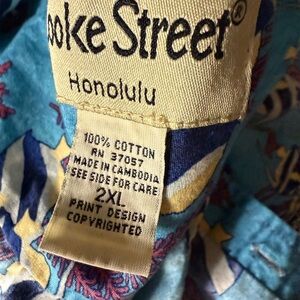 ooke Street®
Honolulu
100% COTTON
RN 37057
MADE IN CAMBODIA
SEE SIDE FOR CARE
2XL
PRINT DESIGN
COPYRIGHTED